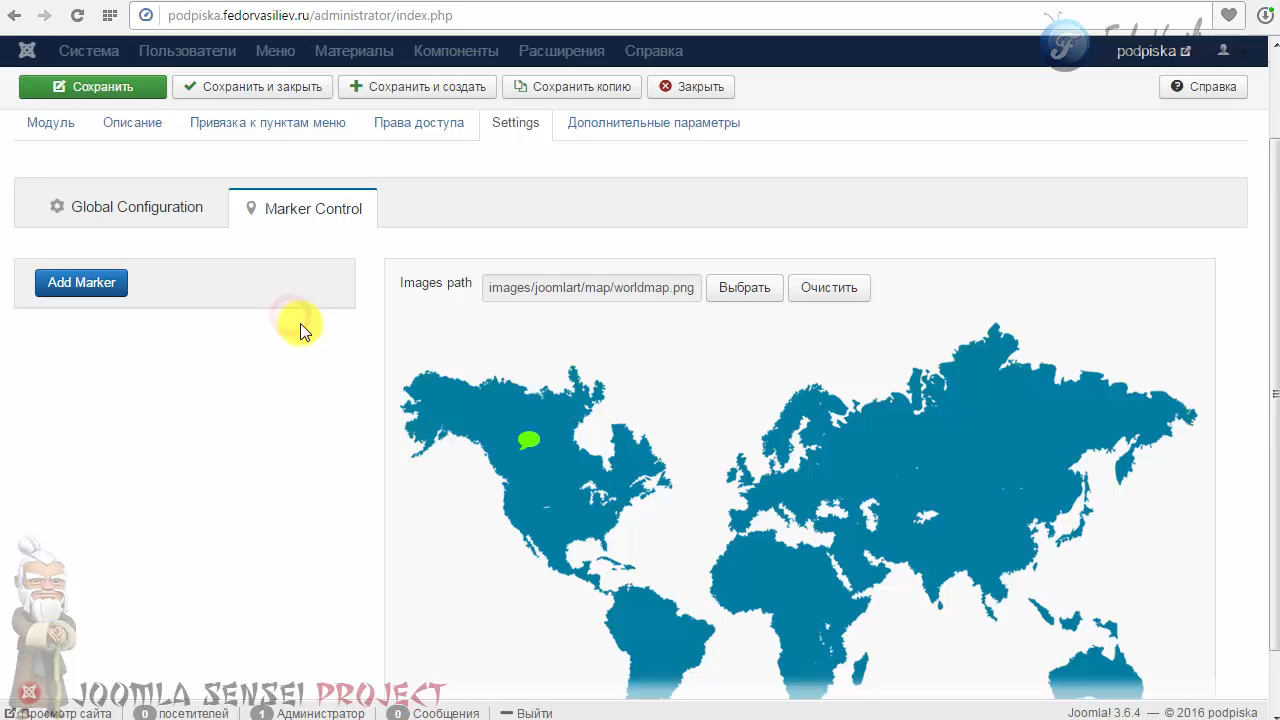 podpiska.fedorvasiliev.ru/administrator/index.php
Система Пользователи Меню Материалы Компоненты Расширения Справка podpiska
Сохранить Сохранить и закрыть Сохранить и создать Сохранить копию Закрыть Справка
Модуль Описание Привязка к пунктам меню Права доступа Settings Дополнительные параметры
Global Configuration Marker Control
Add Marker
Images path images/joomlart/map/worldmap.png Выбрать Очистить
JOOMLA SENSEI PROJECT
Просмотр сайта 0 посетителей 1 Администратор 0 Сообщения Выйти Joomla! 3.6.4 — © 2016 podpiska